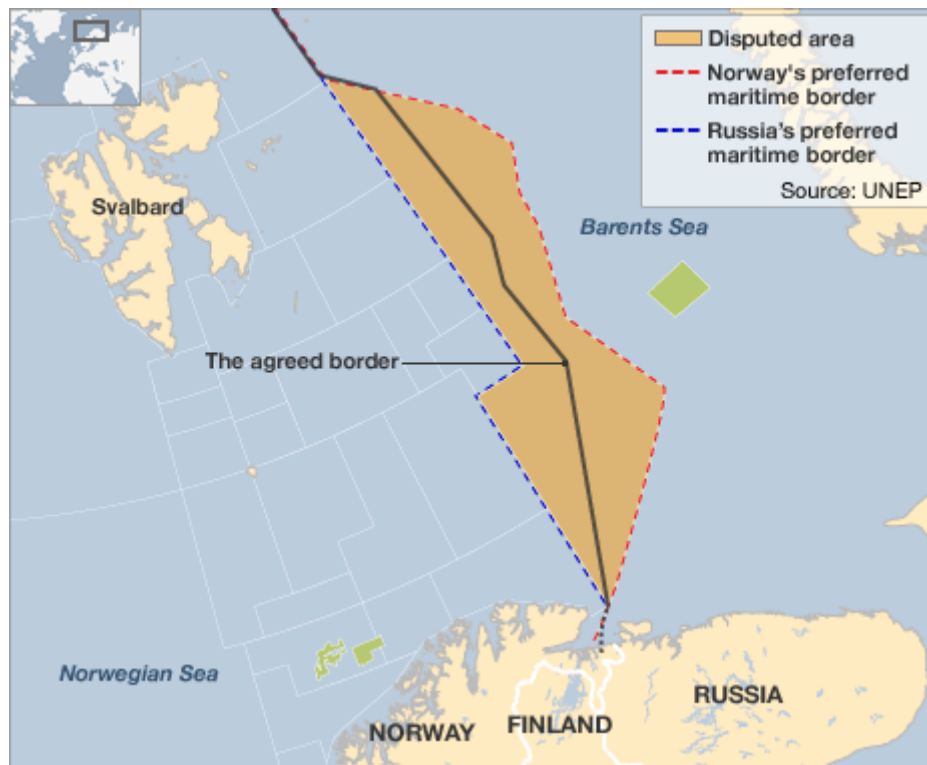 Disputed area
Norway's preferred
maritime border
Russia's preferred
maritime border
Source: UNEP
Svalbard
Barents Sea
The agreed border
Norwegian Sea
NORWAY
FINLAND
RUSSIA